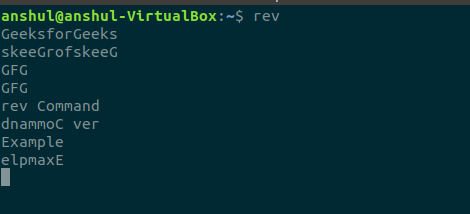 anshul@anshul-VirtualBox:~$ rev
GeeksforGeeks
skeeGrofskeeG
GFG
GFG
rev Command
dnammoC ver
Example
elpmaxE